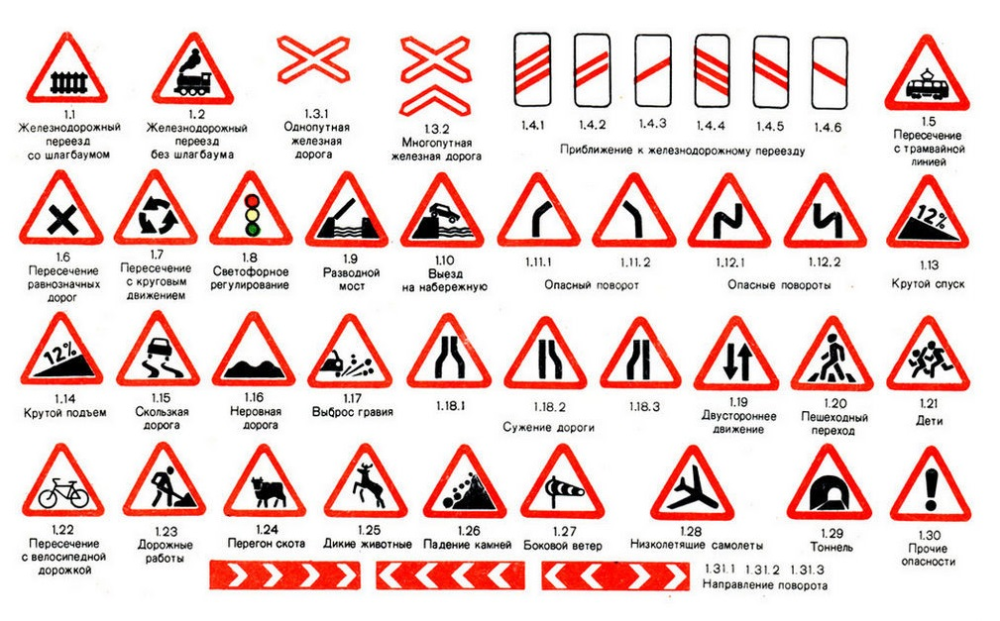 1.1
Железнодорожный
переезд
со шлагбаумом
1.2
Железнодорожный
переезд
без шлагбаума
1.3.1
Однопутная
железная
дорога
1.3.2
Многопутная
железная дорога
1.4.1 1.4.2 1.4.3 1.4.4 1.4.5 1.4.6
Приближение к железнодорожному переезду
1.5
Пересечение
с трамвайной
линией
1.6
Пересечение
равнозначных
дорог
1.7
Пересечение
с круговым
движением
1.8
Светофорное
регулирование
1.9
Разводной
мост
1.10
Выезд
на набережную
1.11.1 1.11.2
Опасный поворот
1.12.1 1.12.2
Опасные повороты
12%
1.13
Крутой спуск
12%
1.14
Крутой подъем
1.15
Скользкая
дорога
1.16
Неровная
дорога
1.17
Выброс гравия
1.18.1 1.18.2 1.18.3
Сужение дороги
1.19
Двустороннее
движение
1.20
Пешеходный
переход
1.21
Дети
1.22
Пересечение
с велосипедной
дорожкой
1.23
Дорожные
работы
1.24
Перегон скота
1.25
Дикие животные
1.26
Падение камней
1.27
Боковой ветер
1.28
Низколетящие самолеты
1.29
Тоннель
!
1.30
Прочие
опасности
1.31.1 1.31.2 1.31.3
Направление поворота